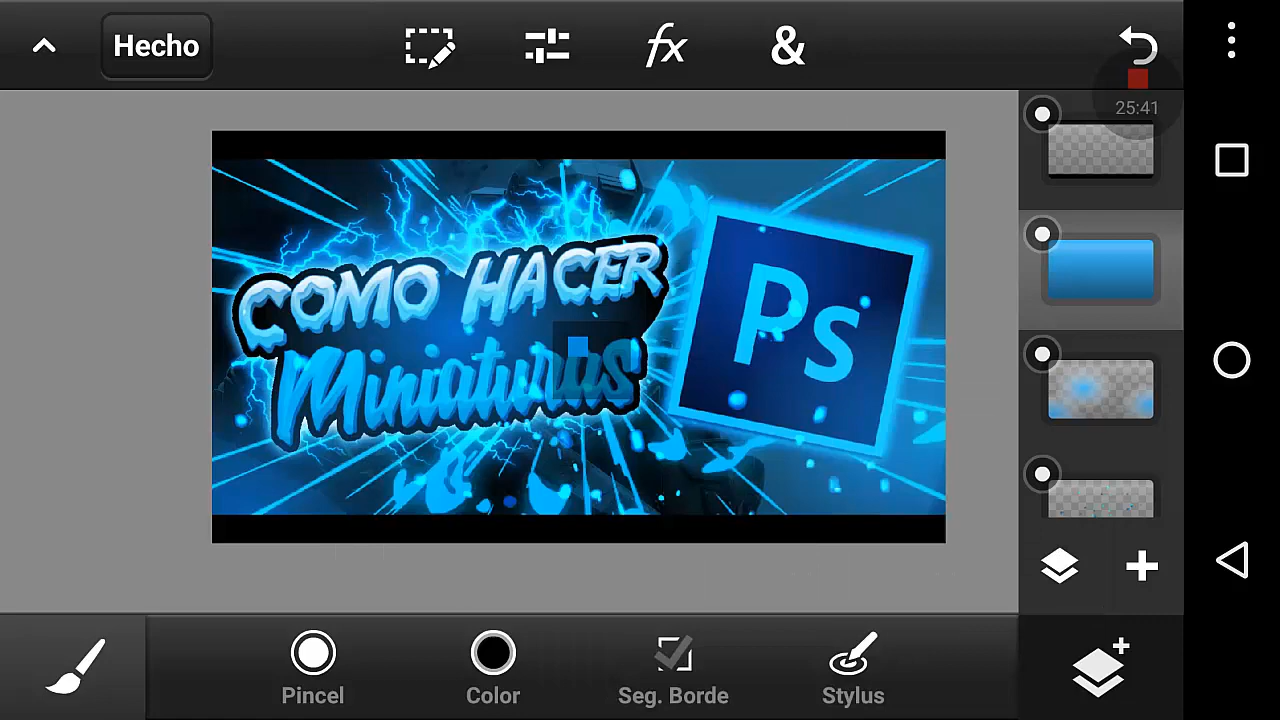 Hecho
fx
&
25:41
COMO HACER
Miniaturas
Ps
Pincel
Color
Seg. Borde
Stylus